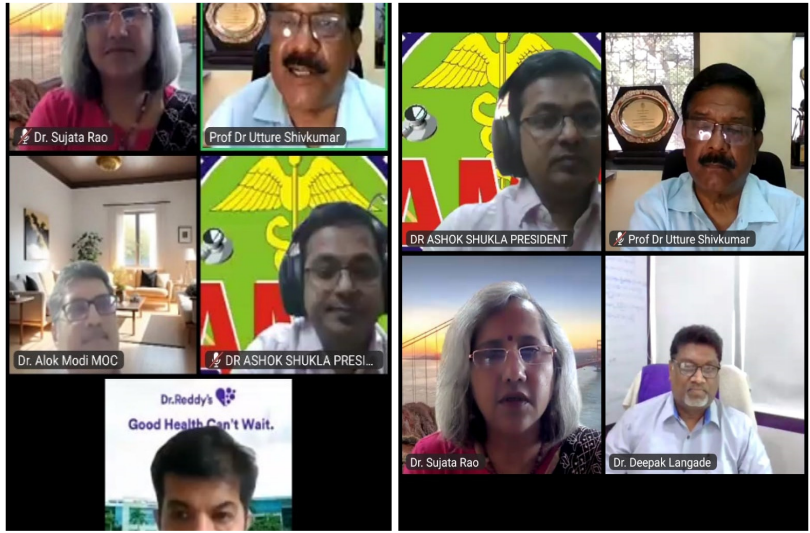 Dr. Sujata Rao
Prof Dr Utture Shivkumar
Dr. Alok Modi MOC
DR ASHOK SHUKLA PRESI...
Dr.Reddy's
Good Health Can't Wait.
DR ASHOK SHUKLA PRESIDENT
Prof Dr Utture Shivkumar
Dr. Sujata Rao
Dr. Deepak Langade